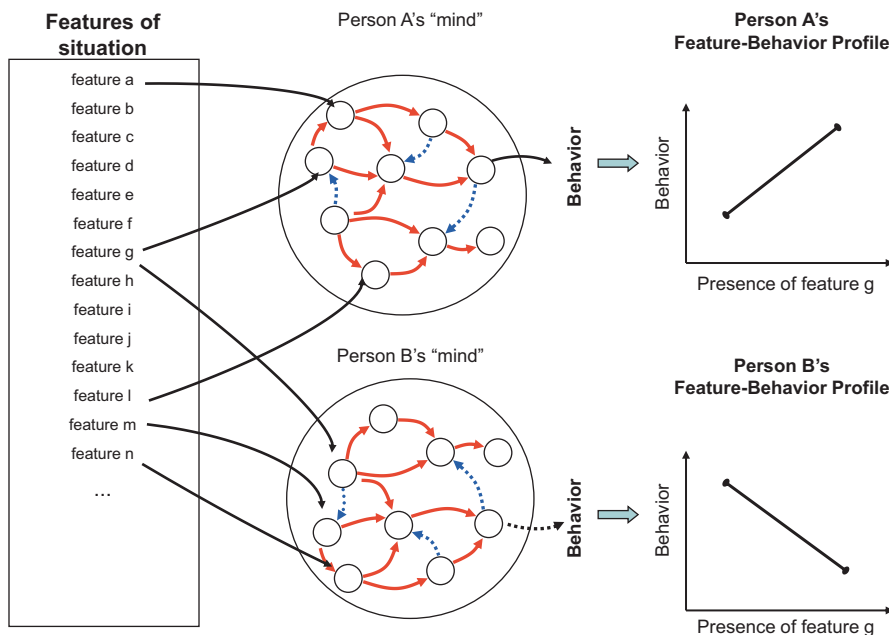 Features of
situation
feature a
feature b
feature c
feature d
feature e
feature f
feature g
feature h
feature i
feature j
feature k
feature l
feature m
feature n
...
Person A's “mind”
Behavior
Person A's
Feature-Behavior Profile
Behavior
Presence of feature g
Person B's “mind”
Behavior
Person B's
Feature-Behavior Profile
Behavior
Presence of feature g